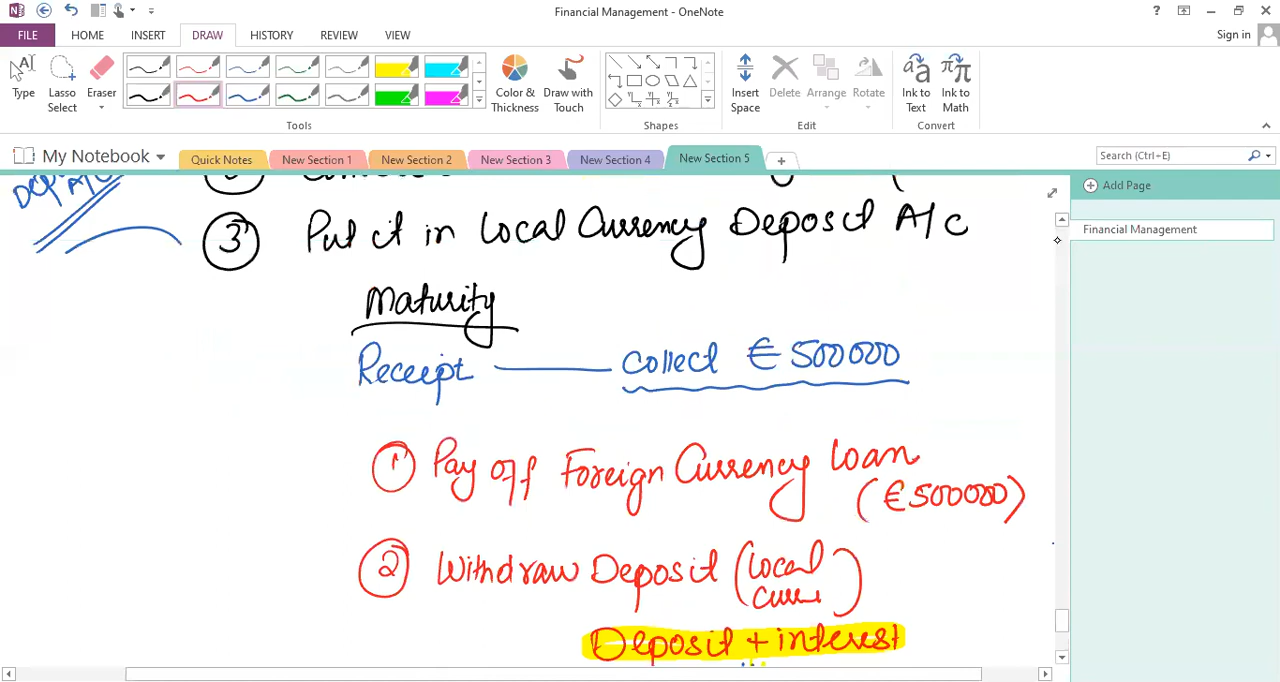 Financial Management - OneNote
Sign in
FILE HOME INSERT DRAW HISTORY REVIEW VIEW
Type
Lasso Select
Eraser
Color & Thickness
Draw with Touch
Insert Space
Delete
Arrange
Rotate
Ink to Text
Ink to Math
Tools
Shapes
Edit
Convert
My Notebook
Quick Notes New Section 1 New Section 2 New Section 3 New Section 4 New Section 5
Search (Ctrl+E)
Add Page
Financial Management
3 Put it in Local Currency Deposit A/C
Maturity
Receipt collect €500000
1 Pay off Foreign Currency Loan
(€500000)
2 Withdraw Deposit (Local
Deposit + interest